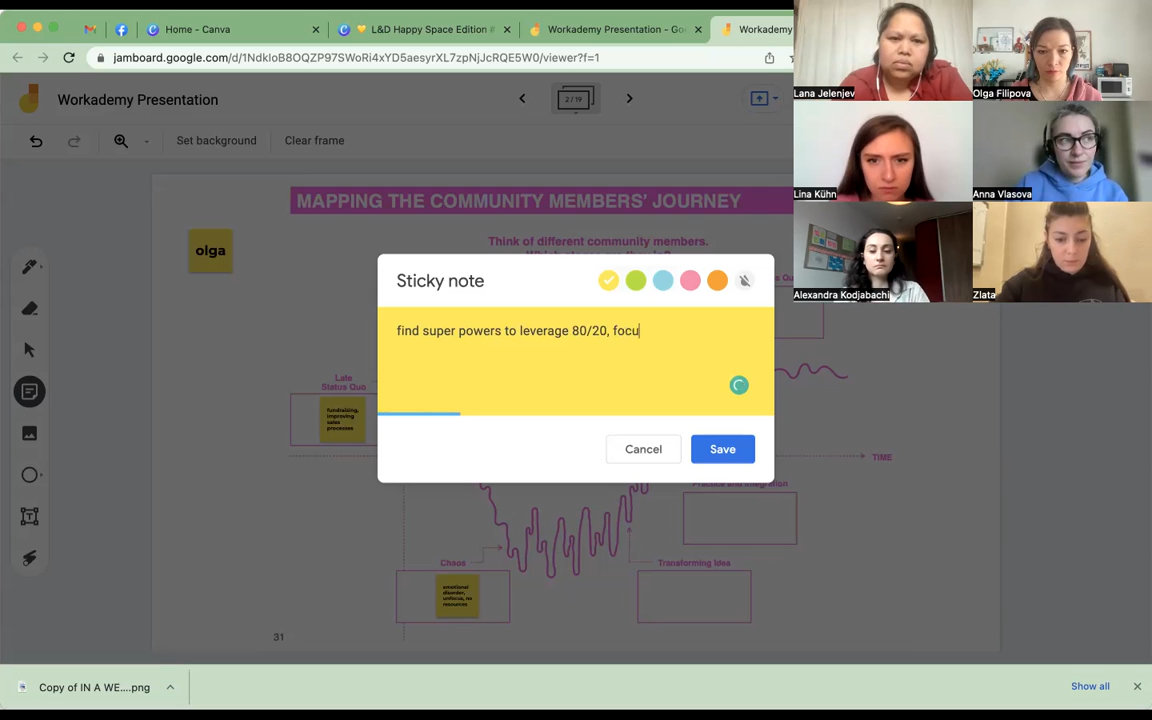 Home - Canva
L&D Happy Space Edition #
Workademy Presentation - Go
Workademy
jamboard.google.com/d/1NdkIoB8OQZP97SWoRi4xYD5aesyrXL7zpNjJcRQE5W0/viewer?f=1
Workademy Presentation
2 / 19
Set background
Clear frame
MAPPING THE COMMUNITY MEMBERS' JOURNEY
olga
Think of different community members.
Sticky note
find super powers to leverage 80/20, focu
Cancel
Save
Late
Status Quo
fundraising,
improving
sales
processes
TIME
Practice and Integration
Chaos
emotional
disorder,
unfocus, no
resources
Transforming Idea
31
Lana Jelenjev
Olga Filipova
Lina Kühn
Anna Vlasova
Alexandra Kodjabachi
Zlata
Copy of IN A WE....png
Show all